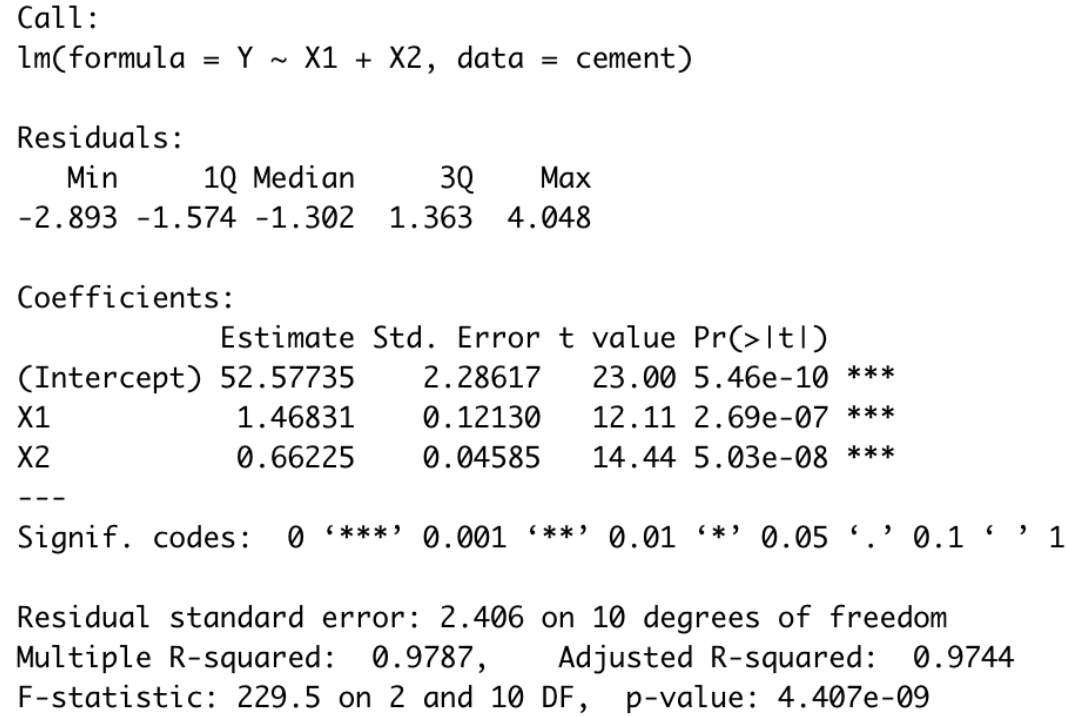 Call:
lm(formula = Y ~ X1 + X2, data = cement)
Residuals:
   Min     1Q Median     3Q    Max
-2.893 -1.574 -1.302  1.363  4.048
Coefficients:
            Estimate Std. Error t value Pr(>|t|)
(Intercept) 52.57735    2.28617   23.00 5.46e-10 ***
X1           1.46831    0.12130   12.11 2.69e-07 ***
X2           0.66225    0.04585   14.44 5.03e-08 ***
---
Signif. codes:  0 ‘***’ 0.001 ‘**’ 0.01 ‘*’ 0.05 ‘.’ 0.1 ‘ ’ 1
Residual standard error: 2.406 on 10 degrees of freedom
Multiple R-squared:  0.9787,    Adjusted R-squared:  0.9744
F-statistic: 229.5 on 2 and 10 DF,  p-value: 4.407e-09